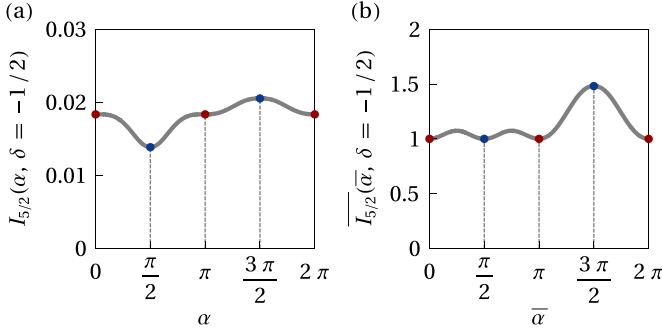 (a)
I_{5/2}(α, δ = −1/2)
0.03
0.02
0.01
0
0 π/2 π 3π/2 2π
α
(b)
\overline{I_{5/2}}(\overline{α}, δ = −1/2)
2
1.5
1
0.5
0
0 π/2 π 3π/2 2π
\overline{α}